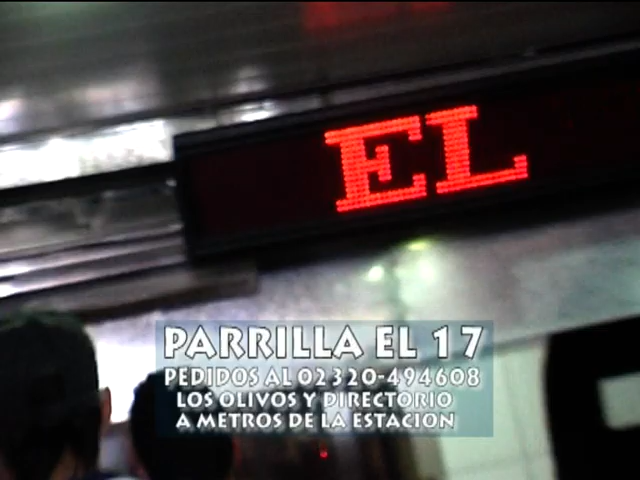 EL
PARRILLA EL 17
PEDIDOS AL 02320-494608
LOS OLIVOS Y DIRECTORIO
A METROS DE LA ESTACION